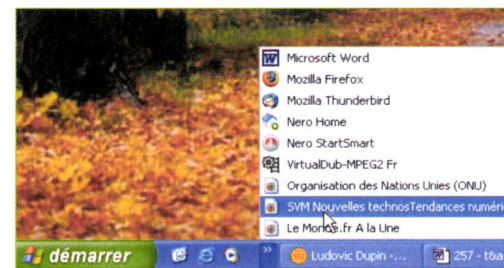 Microsoft Word
Mozilla Firefox
Mozilla Thunderbird
Nero Home
Nero StartSmart
VirtualDub-MPEG2 Fr
Organisation des Nations Unies (ONU)
SVM Nouvelles technosTendances numéri
Le Monde.fr A la Une
démarrer
» Ludovic Dupin -... 257 - t&a